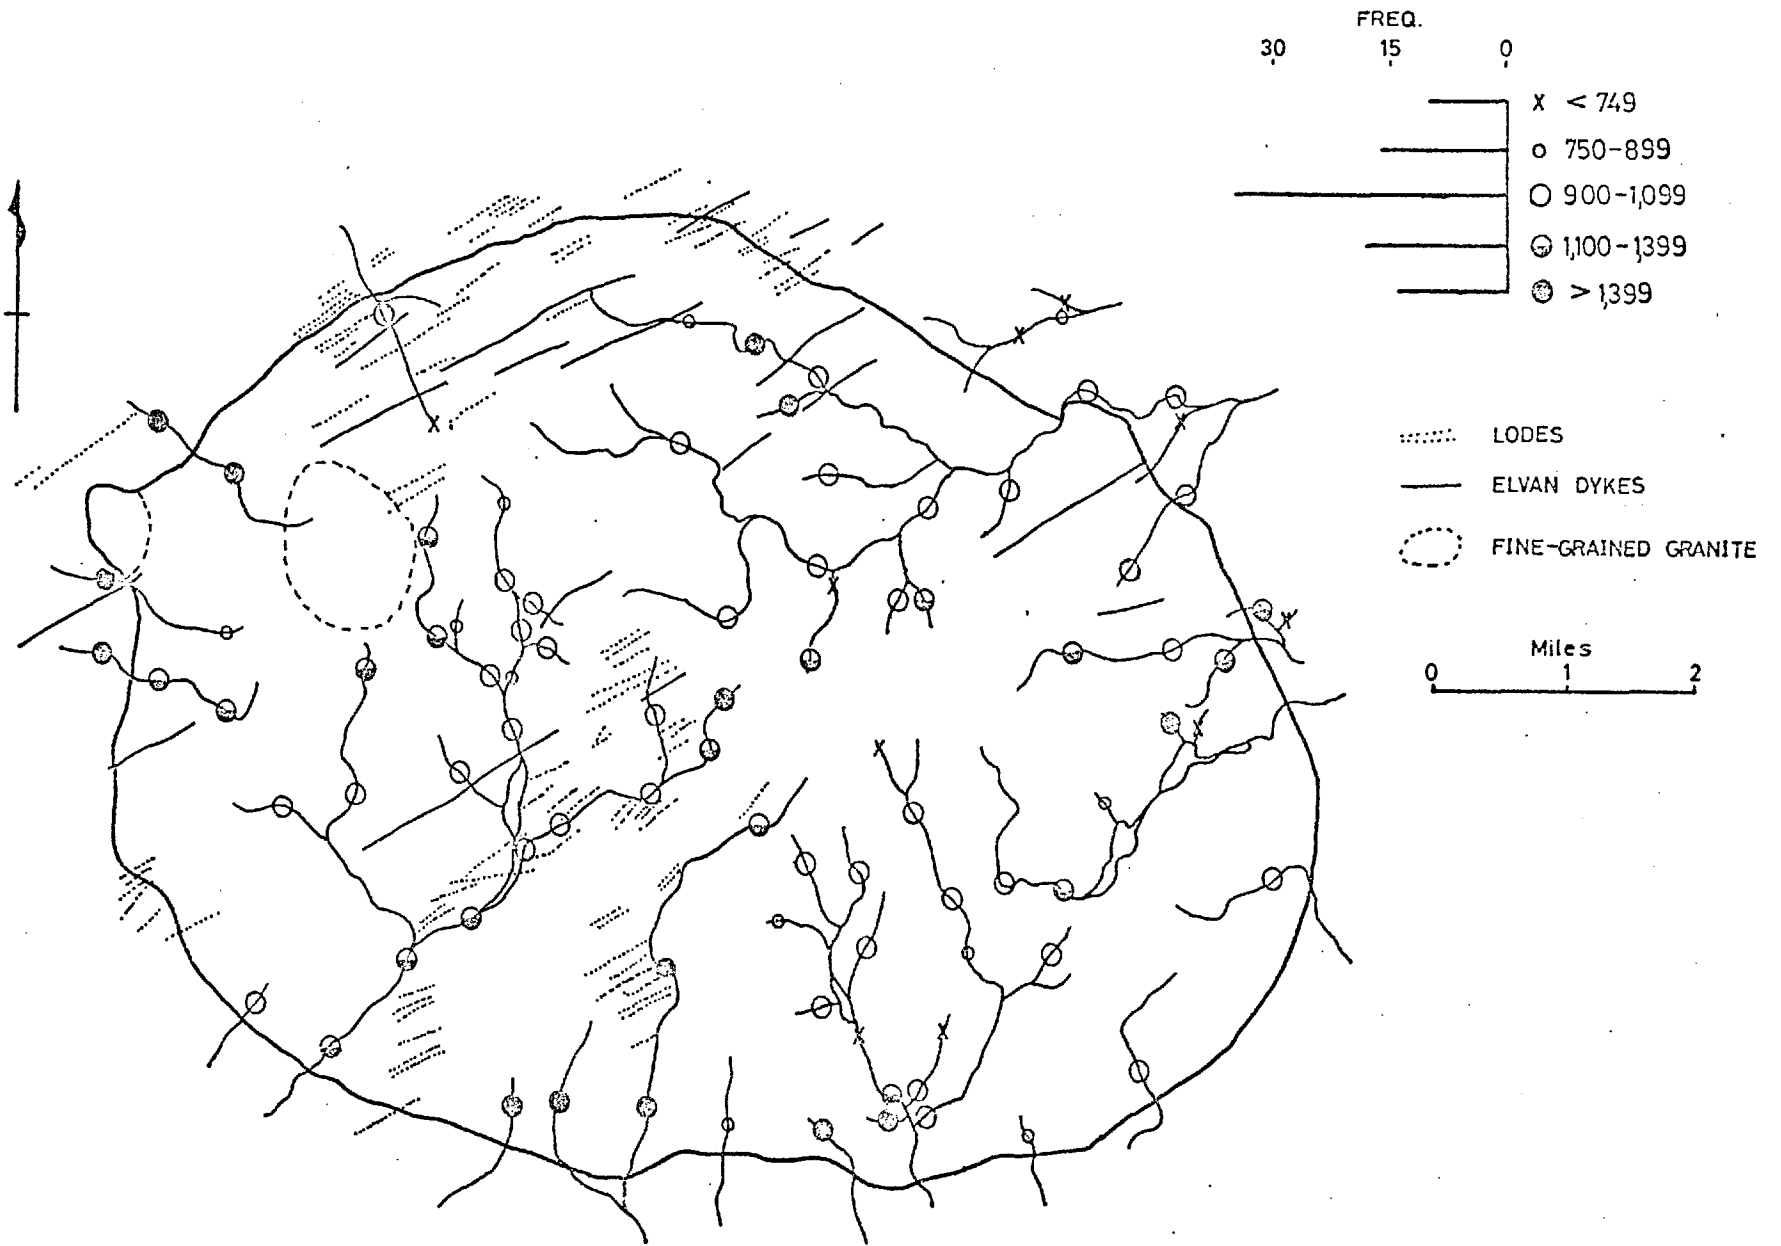 FREQ.
30 15 0
x < 749
o 750-899
O 900-1,099
1,100-1,399
> 1,399
LODES
ELVAN DYKES
FINE-GRAINED GRANITE
Miles
0 1 2